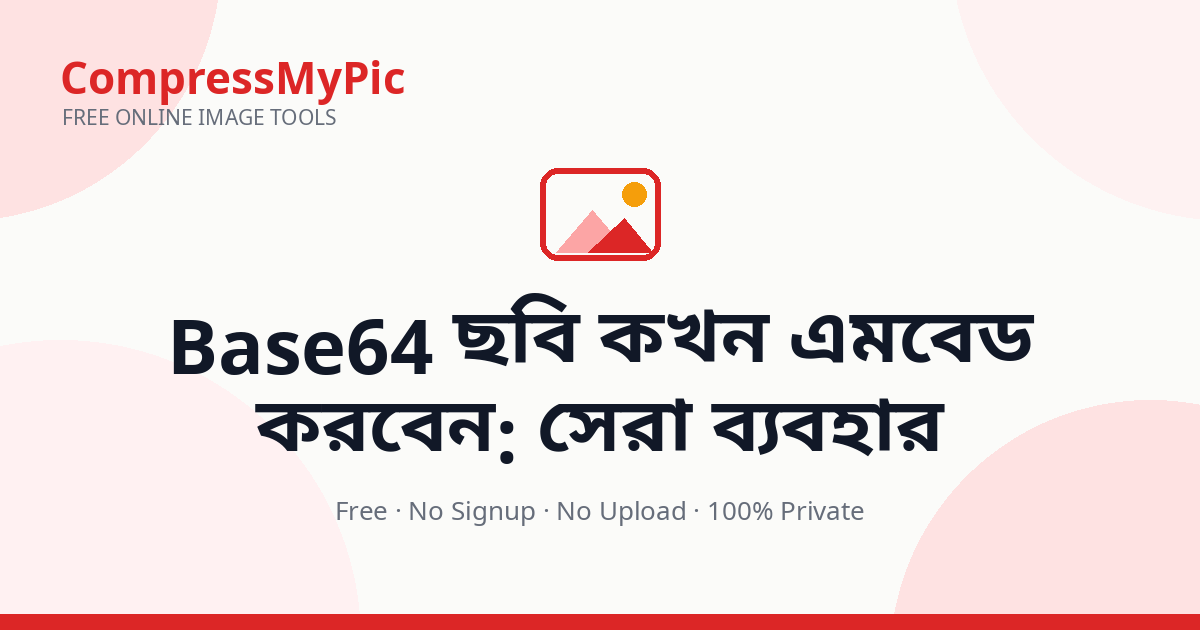 CompressMyPic
FREE ONLINE IMAGE TOOLS
Base64 ছবি কখন এমবেড
করবেন: সেরা ব্যবহার
Free · No Signup · No Upload · 100% Private